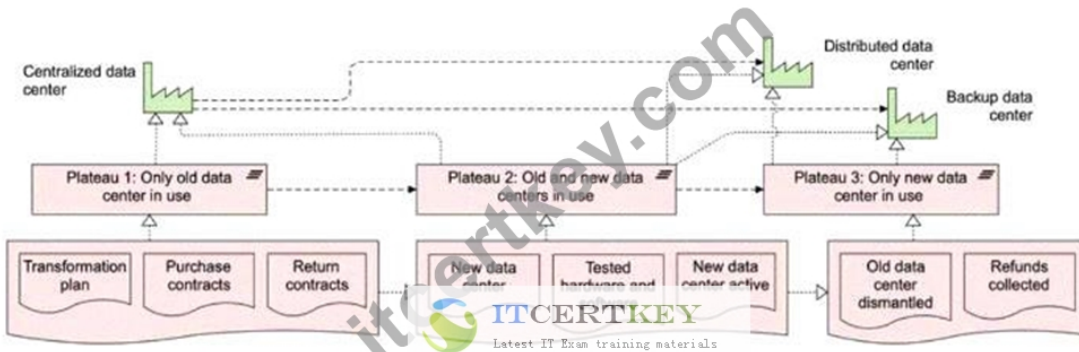 Centralized data
center
Distributed data
center
Backup data
center
Plateau 1: Only old data
center in use
Plateau 2: Old and new data
centers in use
Plateau 3: Only new data
center in use
Transformation
plan
Purchase
contracts
Return
contracts
New data
center
Tested
hardware and
software
New data
center active
Old data
center
dismantled
Refunds
collected
itcertkey.com
ITCERTKEY
Latest IT Exam training materials